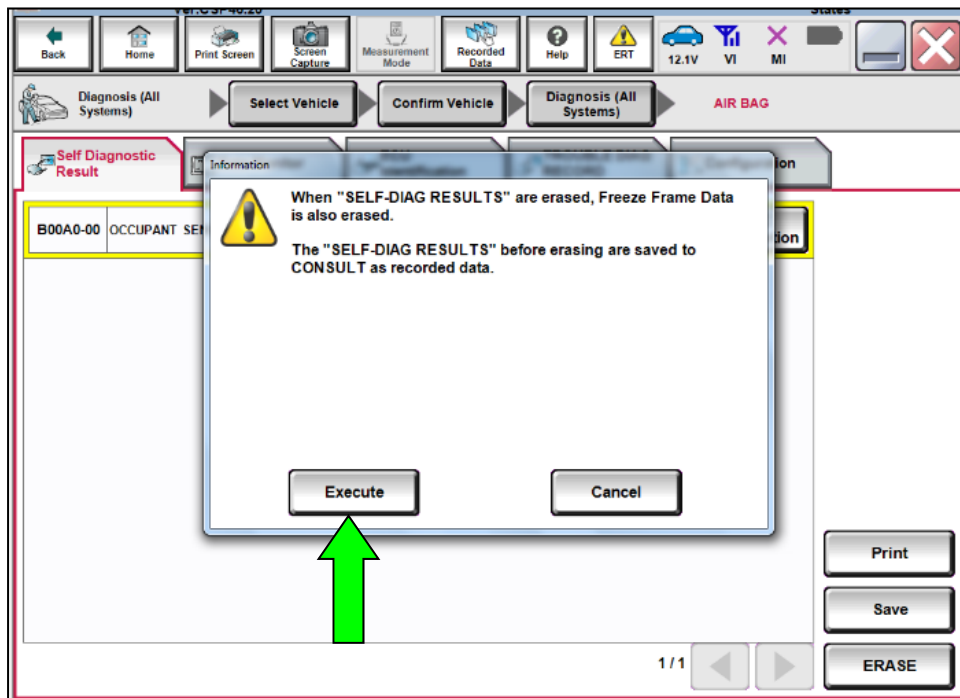 Back
Home
Print Screen
Screen
Capture
Measurement
Mode
Recorded
Data
Help
ERT
12.1V
VI
MI
Diagnosis (All
Systems)
Select Vehicle
Confirm Vehicle
Diagnosis (All
Systems)
AIR BAG
Self Diagnostic
Result
Information
When "SELF-DIAG RESULTS" are erased, Freeze Frame Data
is also erased.
The "SELF-DIAG RESULTS" before erasing are saved to
CONSULT as recorded data.
B00A0-00
OCCUPANT
Execute
Cancel
Print
Save
1/1
ERASE